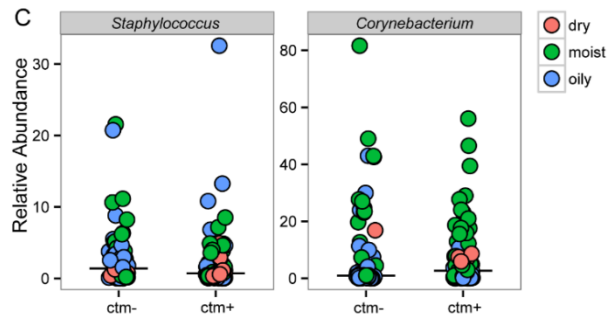 C
Staphylococcus
Corynebacterium
dry
moist
oily
Relative Abundance
30
20
10
0
80
60
40
20
0
ctm-
ctm+
ctm-
ctm+